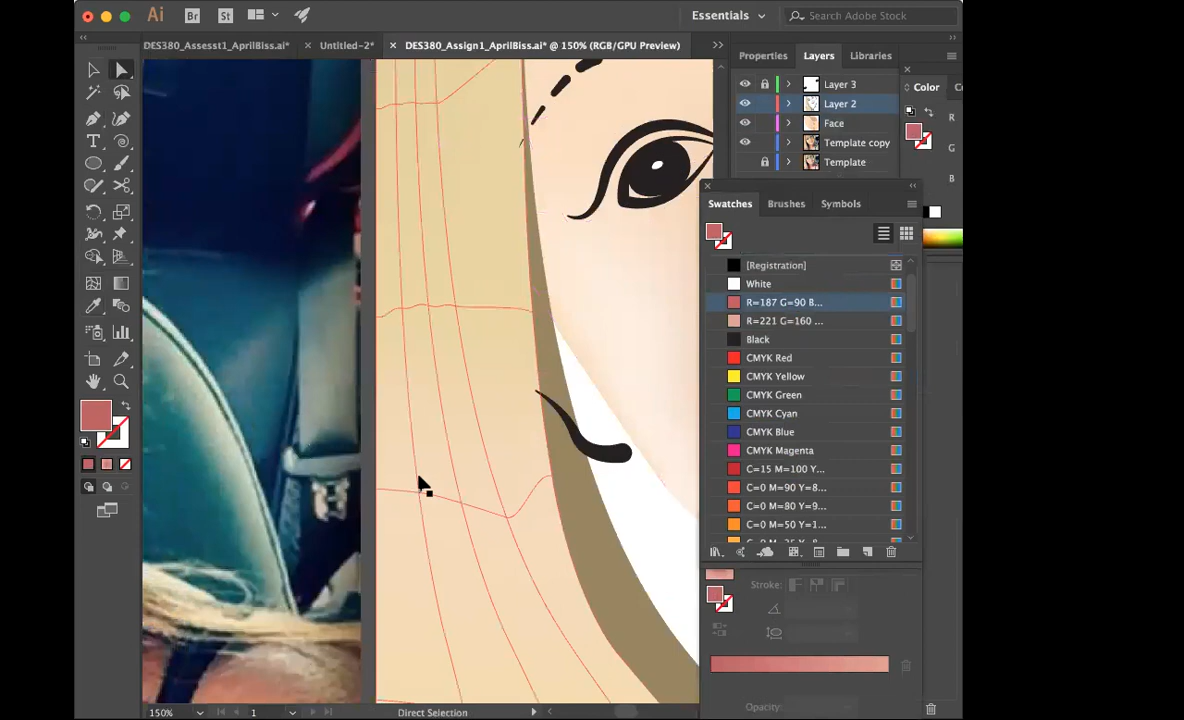 Ai Br St Essentials Search Adobe Stock
DES380_Assesst1_AprilBiss.ai* × Untitled-2* × DES380_Assign1_AprilBiss.ai* @ 150% (RGB/GPU Preview)
Properties Layers Libraries
Layer 3
Layer 2
Face
Template copy
Template
Color
R
G
B
Swatches Brushes Symbols
[Registration]
White
R=187 G=90 B...
R=221 G=160 ...
Black
CMYK Red
CMYK Yellow
CMYK Green
CMYK Cyan
CMYK Blue
CMYK Magenta
C=15 M=100 Y...
C=0 M=90 Y=8...
C=0 M=80 Y=9...
C=0 M=50 Y=1...
Stroke:
Opacity:
150% 1 Direct Selection